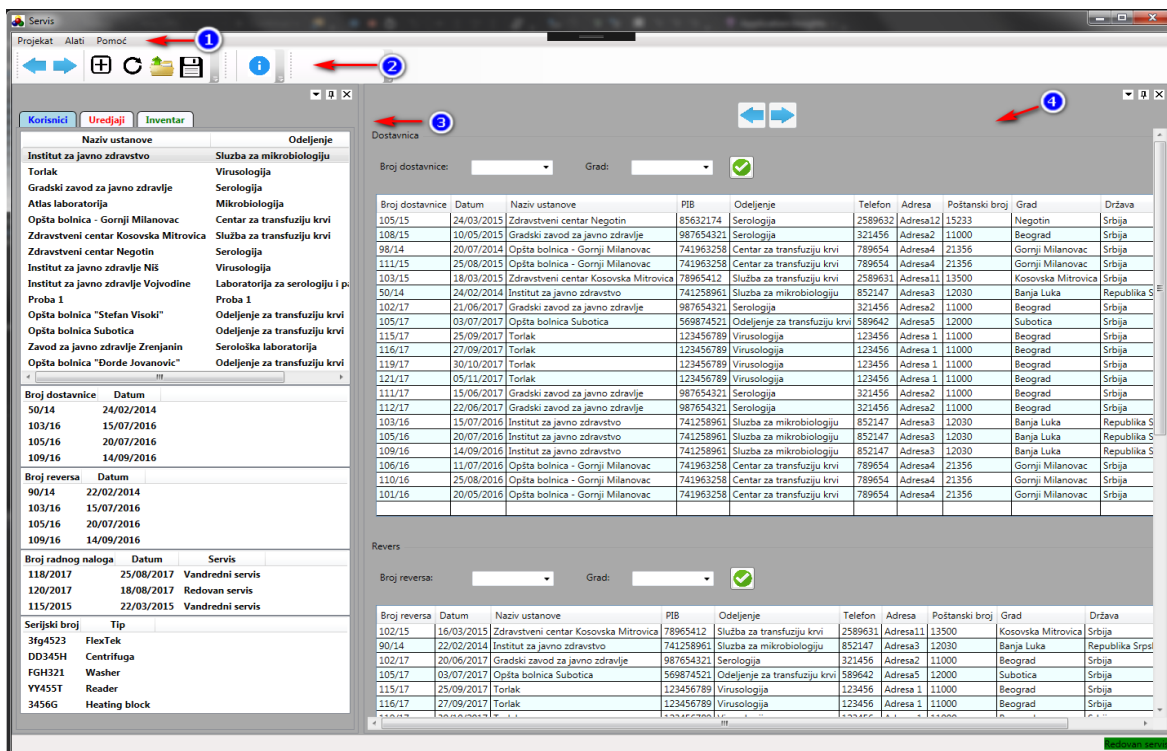 Servis
Projekat Alati Pomoć
1
2
3
4
Korisnici Uredjaji Inventar
Naziv ustanove Odeljenje
Institut za javno zdravstvo Sluzba za mikrobiologiju
Torlak Virusologija
Gradski zavod za javno zdravlje Serologija
Atlas laboratorija Mikrobiologija
Opšta bolnica - Gornji Milanovac Centar za transfuziju krvi
Zdravstveni centar Kosovska Mitrovica Služba za transfuziju krvi
Zdravstveni centar Negotin Serologija
Institut za javno zdravlje Niš Virusologija
Institut za javno zdravlje Vojvodine Laboratorija za serologiju i pa
Proba 1 Proba 1
Opšta bolnica "Stefan Visoki" Odeljenje za transfuziju krvi
Opšta bolnica Subotica Odeljenje za transfuziju krvi
Zavod za javno zdravlje Zrenjanin Serološka laboratorija
Opšta bolnica "Đorde Jovanovic" Odeljenje za transfuziju krvi
Broj dostavnice Datum
50/14 24/02/2014
103/16 15/07/2016
105/16 20/07/2016
109/16 14/09/2016
Broj reversa Datum
90/14 22/02/2014
103/16 15/07/2016
105/16 20/07/2016
109/16 14/09/2016
Broj radnog naloga Datum Servis
118/2017 25/08/2017 Vandredni servis
120/2017 18/08/2017 Redovan servis
115/2015 22/03/2015 Vandredni servis
Serijski broj Tip
3fg4523 FlexTek
DD345H Centrifuga
FGH321 Washer
YY455T Reader
3456G Heating block
Dostavnica
Broj dostavnice: Grad:
Broj dostavnice Datum Naziv ustanove PIB Odeljenje Telefon Adresa Poštanski broj Grad Država
105/15 24/03/2015 Zdravstveni centar Negotin 85632174 Serologija 2589632 Adresa12 15233 Negotin Srbija
108/15 10/05/2015 Gradski zavod za javno zdravlje 987654321 Serologija 321456 Adresa2 11000 Beograd Srbija
98/14 20/07/2014 Opšta bolnica - Gornji Milanovac 741963258 Centar za transfuziju krvi 789654 Adresa4 21356 Gornji Milanovac Srbija
111/15 25/08/2015 Opšta bolnica - Gornji Milanovac 741963258 Centar za transfuziju krvi 789654 Adresa4 21356 Gornji Milanovac Srbija
103/15 18/03/2015 Zdravstveni centar Kosovska Mitrovica 78965412 Služba za transfuziju krvi 2589631 Adresa11 13500 Kosovska Mitrovica Srbija
50/14 24/02/2014 Institut za javno zdravstvo 741258961 Sluzba za mikrobiologiju 852147 Adresa3 12030 Banja Luka Republika S
102/17 21/06/2017 Gradski zavod za javno zdravlje 987654321 Serologija 321456 Adresa2 11000 Beograd Srbija
105/17 03/07/2017 Opšta bolnica Subotica 569874521 Odeljenje za transfuziju krvi 589642 Adresa5 12000 Subotica Srbija
115/17 25/09/2017 Torlak 123456789 Virusologija 123456 Adresa 1 11000 Beograd Srbija
116/17 27/09/2017 Torlak 123456789 Virusologija 123456 Adresa 1 11000 Beograd Srbija
119/17 30/10/2017 Torlak 123456789 Virusologija 123456 Adresa 1 11000 Beograd Srbija
121/17 05/11/2017 Torlak 123456789 Virusologija 123456 Adresa 1 11000 Beograd Srbija
111/17 15/06/2017 Gradski zavod za javno zdravlje 987654321 Serologija 321456 Adresa2 11000 Beograd Srbija
112/17 22/06/2017 Gradski zavod za javno zdravlje 987654321 Serologija 321456 Adresa2 11000 Beograd Srbija
103/16 15/07/2016 Institut za javno zdravstvo 741258961 Sluzba za mikrobiologiju 852147 Adresa3 12030 Banja Luka Republika S
105/16 20/07/2016 Institut za javno zdravstvo 741258961 Sluzba za mikrobiologiju 852147 Adresa3 12030 Banja Luka Republika S
109/16 14/09/2016 Institut za javno zdravstvo 741258961 Sluzba za mikrobiologiju 852147 Adresa3 12030 Banja Luka Republika S
106/16 11/07/2016 Opšta bolnica - Gornji Milanovac 741963258 Centar za transfuziju krvi 789654 Adresa4 21356 Gornji Milanovac Srbija
110/16 25/08/2016 Opšta bolnica - Gornji Milanovac 741963258 Centar za transfuziju krvi 789654 Adresa4 21356 Gornji Milanovac Srbija
101/16 20/05/2016 Opšta bolnica - Gornji Milanovac 741963258 Centar za transfuziju krvi 789654 Adresa4 21356 Gornji Milanovac Srbija
Revers
Broj reversa: Grad:
Broj reversa Datum Naziv ustanove PIB Odeljenje Telefon Adresa Poštanski broj Grad Država
102/15 16/03/2015 Zdravstveni centar Kosovska Mitrovica 78965412 Služba za transfuziju krvi 2589631 Adresa11 13500 Kosovska Mitrovica Srbija
90/14 22/02/2014 Institut za javno zdravstvo 741258961 Sluzba za mikrobiologiju 852147 Adresa3 12030 Banja Luka Republika Srps
102/17 20/06/2017 Gradski zavod za javno zdravlje 987654321 Serologija 321456 Adresa2 11000 Beograd Srbija
105/17 03/07/2017 Opšta bolnica Subotica 569874521 Odeljenje za transfuziju krvi 589642 Adresa5 12000 Subotica Srbija
115/17 25/09/2017 Torlak 123456789 Virusologija 123456 Adresa 1 11000 Beograd Srbija
116/17 27/09/2017 Torlak 123456789 Virusologija 123456 Adresa 1 11000 Beograd Srbija
Redovan servis